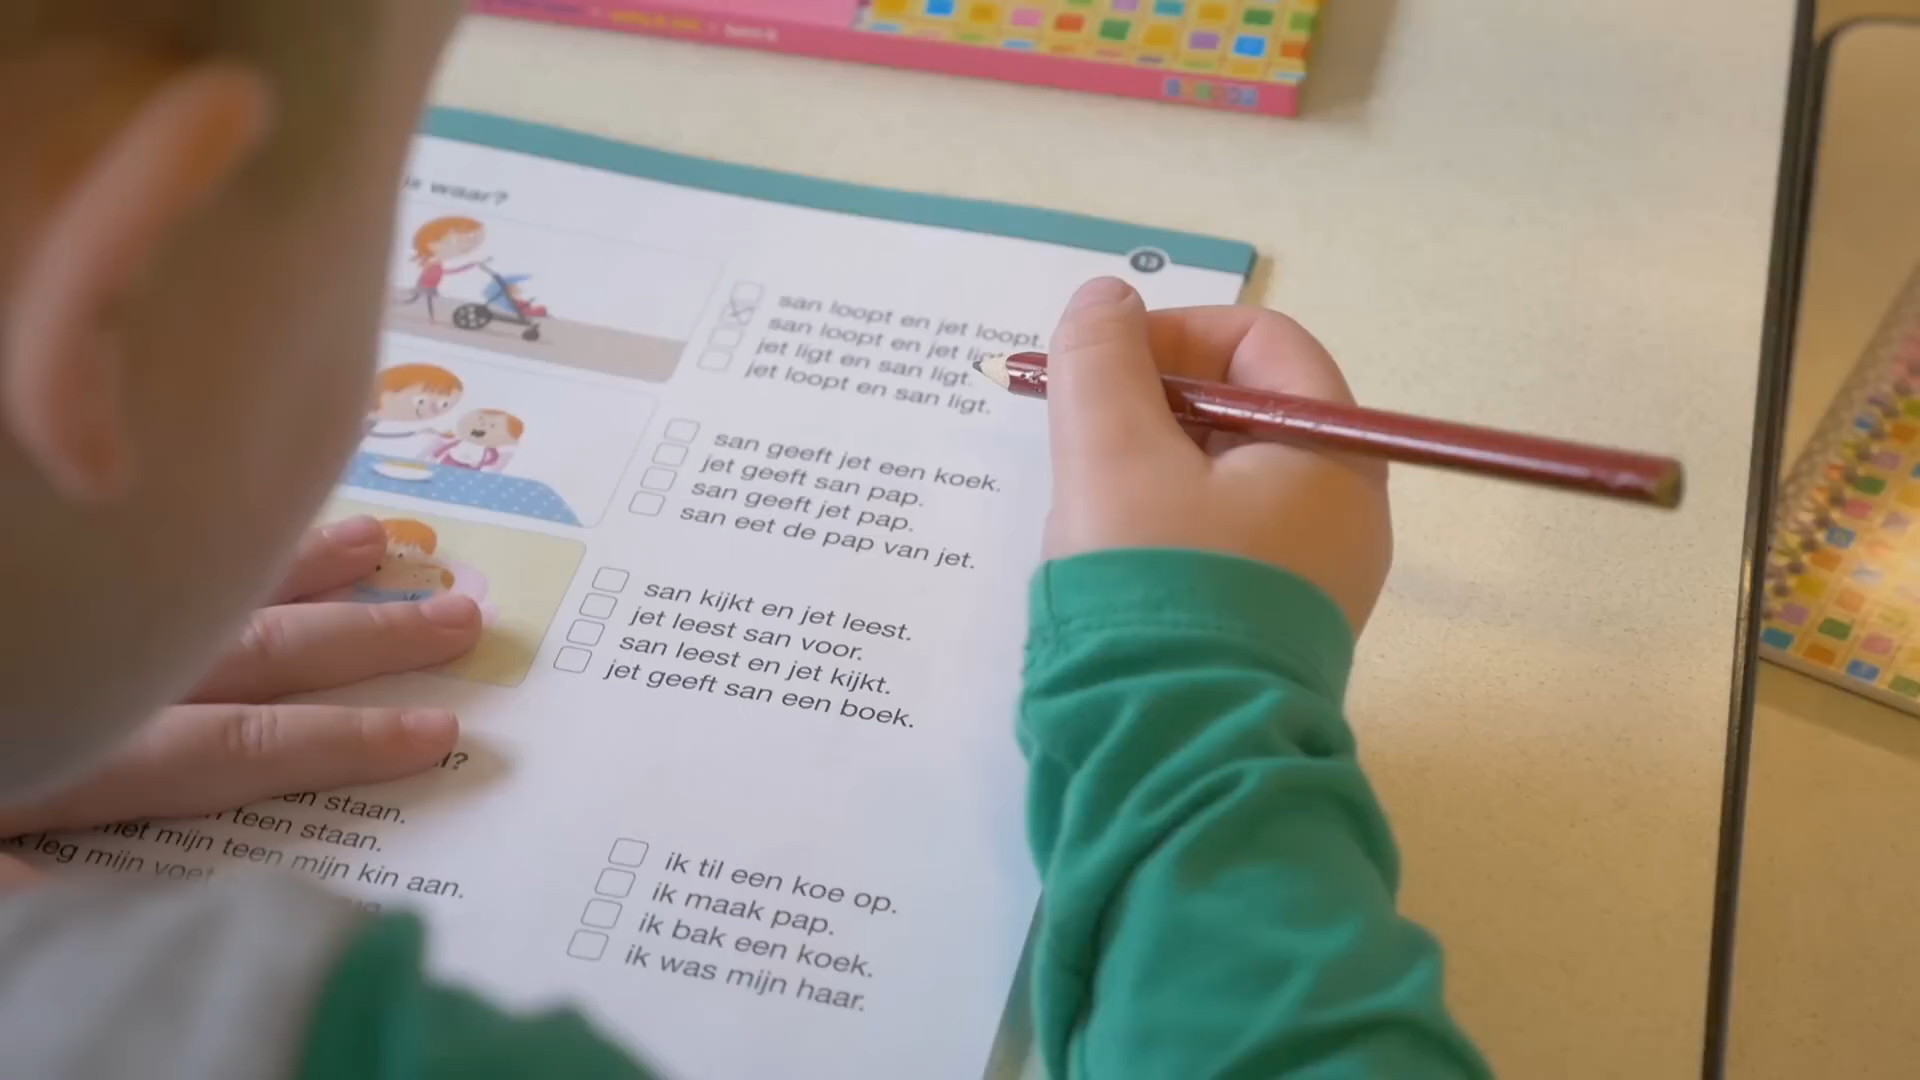 is waar?
13
san loopt en jet loopt.
san loopt en jet
jet ligt en san ligt.
jet loopt en san ligt.
san geeft jet een koek.
jet geeft san pap.
san geeft jet pap.
san eet de pap van jet.
san kijkt en jet leest.
jet leest san voor.
san leest en jet kijkt.
jet geeft san een boek.
staan.
teen staan.
met mijn teen mijn kin aan.
leg mijn voet
ik til een koe op.
ik maak pap.
ik bak een koek.
ik was mijn haar.